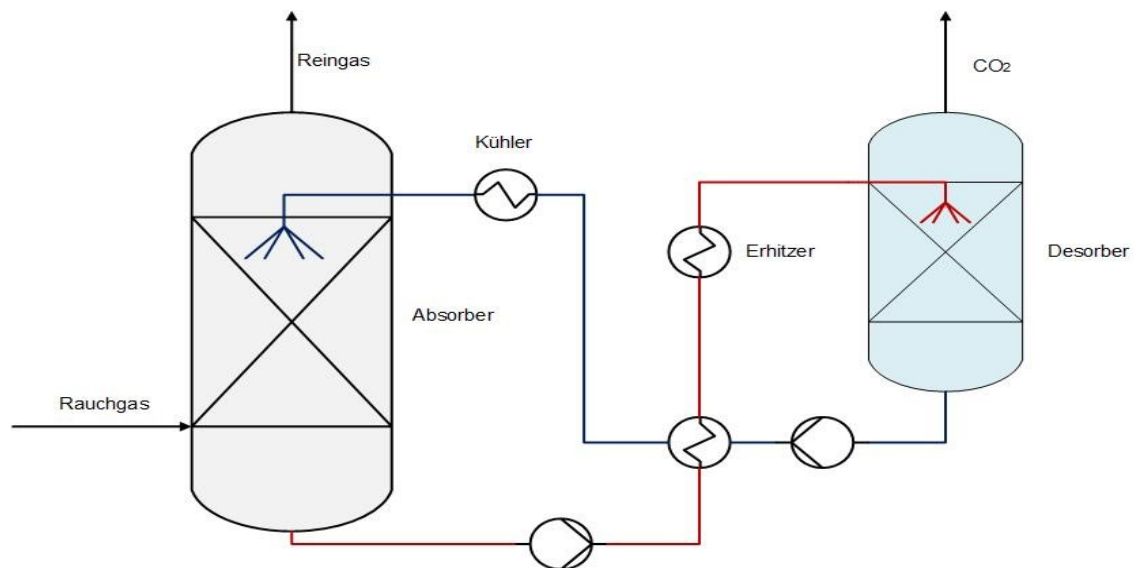 Reingas
CO₂
Kühler
Erhitzer
Desorber
Absorber
Rauchgas